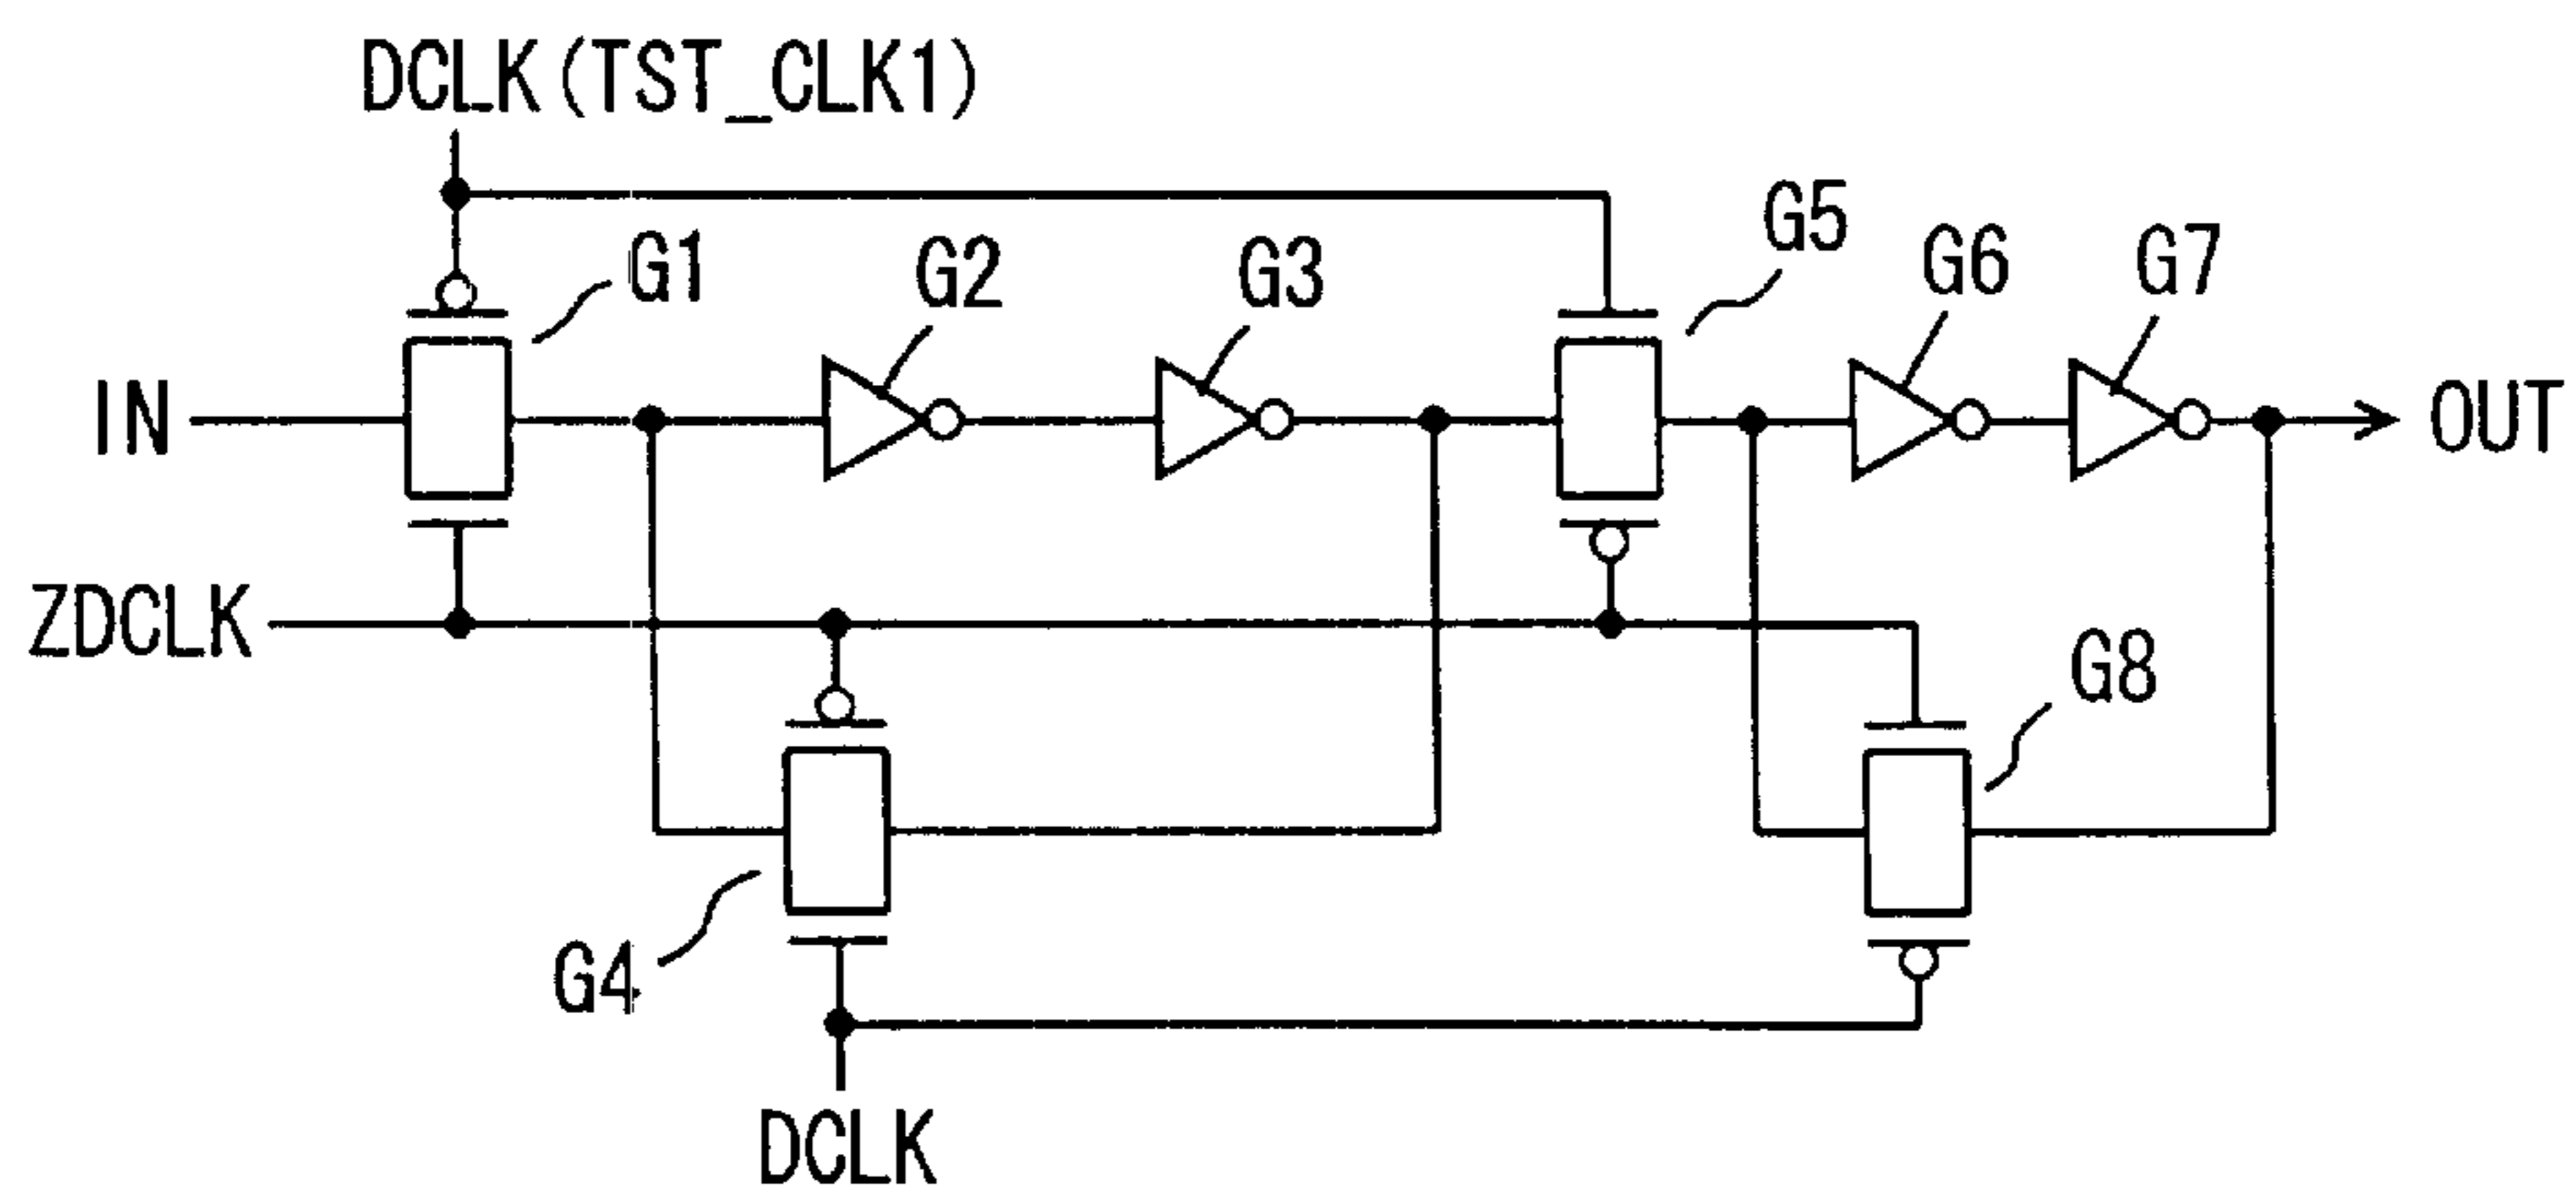 DCLK(TST_CLK1)
G1
G2
G3
G5
G6
G7
IN
OUT
ZDCLK
G8
G4
DCLK